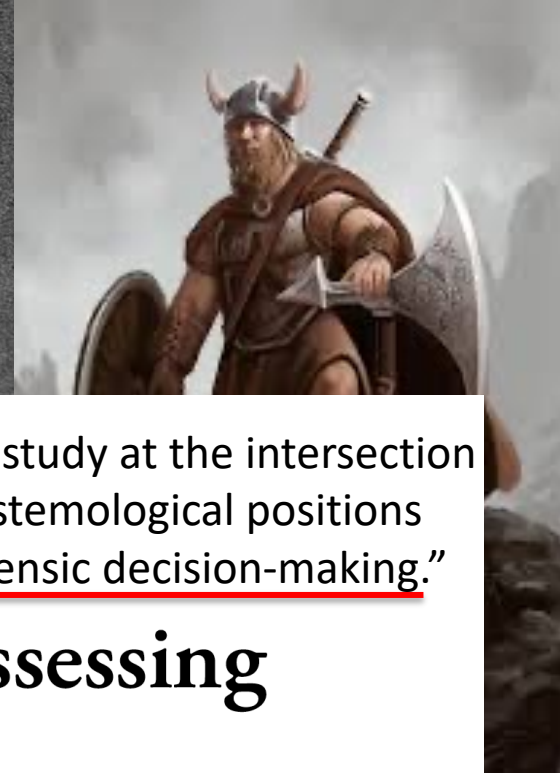 study at the intersection
stemological positions
ensic decision-making.”
ssessing